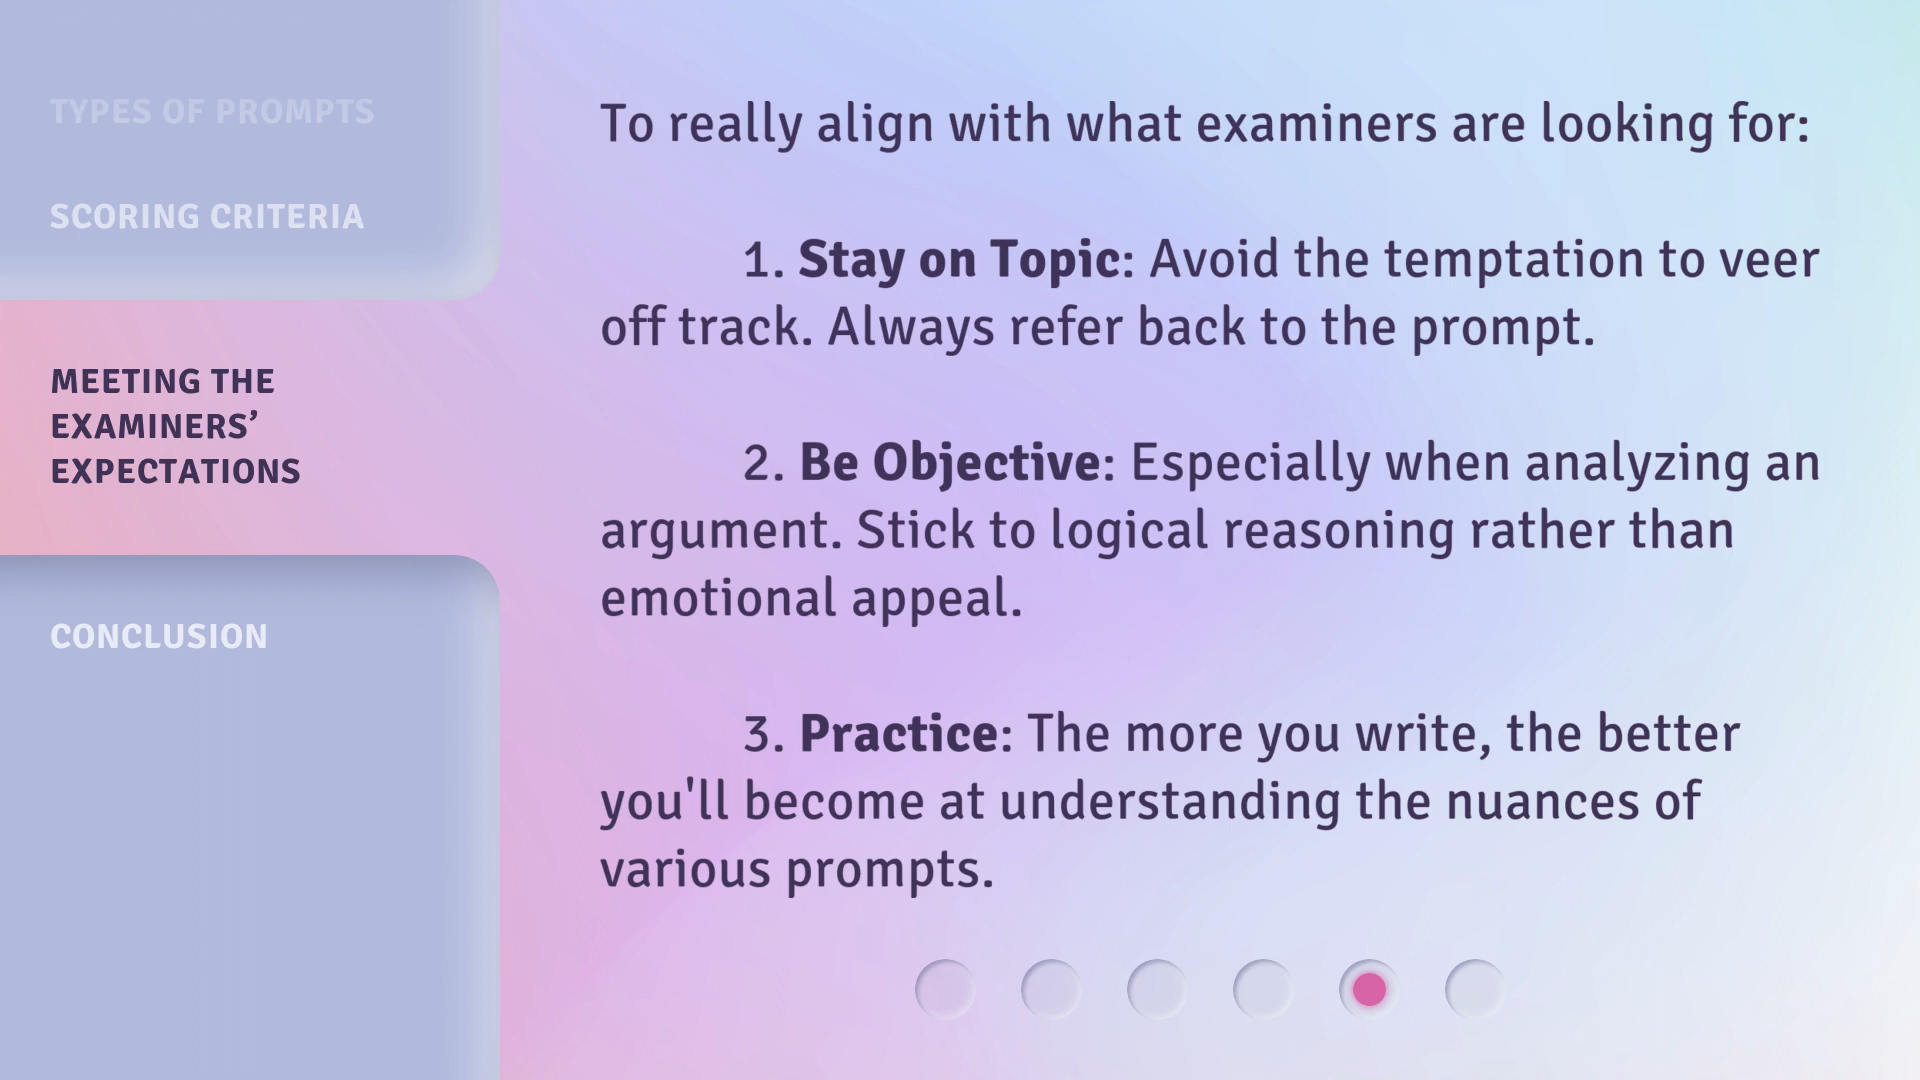 TYPES OF PROMPTS
SCORING CRITERIA
MEETING THE
EXAMINERS’
EXPECTATIONS
CONCLUSION
To really align with what examiners are looking for:
1. Stay on Topic: Avoid the temptation to veer
off track. Always refer back to the prompt.
2. Be Objective: Especially when analyzing an
argument. Stick to logical reasoning rather than
emotional appeal.
3. Practice: The more you write, the better
you'll become at understanding the nuances of
various prompts.